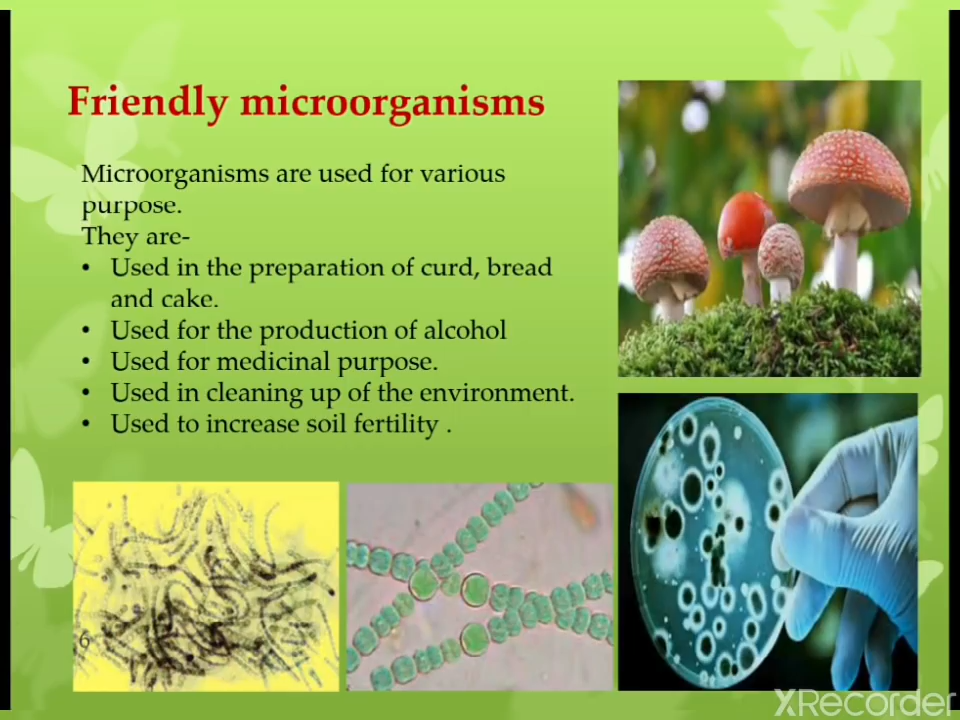 Friendly microorganisms
Microorganisms are used for various
purpose.
They are-
• Used in the preparation of curd, bread
and cake.
• Used for the production of alcohol
• Used for medicinal purpose.
• Used in cleaning up of the environment.
• Used to increase soil fertility .
6
XRecorder